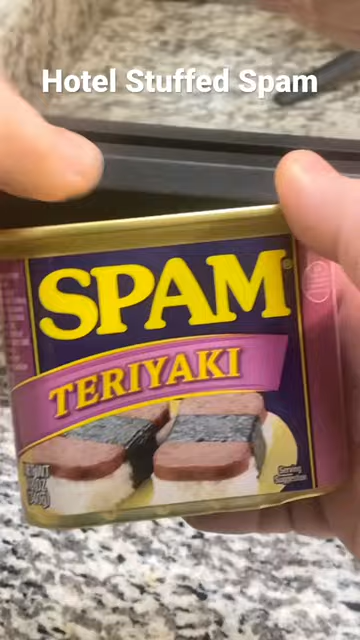 Hotel Stuffed Spam
SPAM®
TERIYAKI
Serving
Suggestion